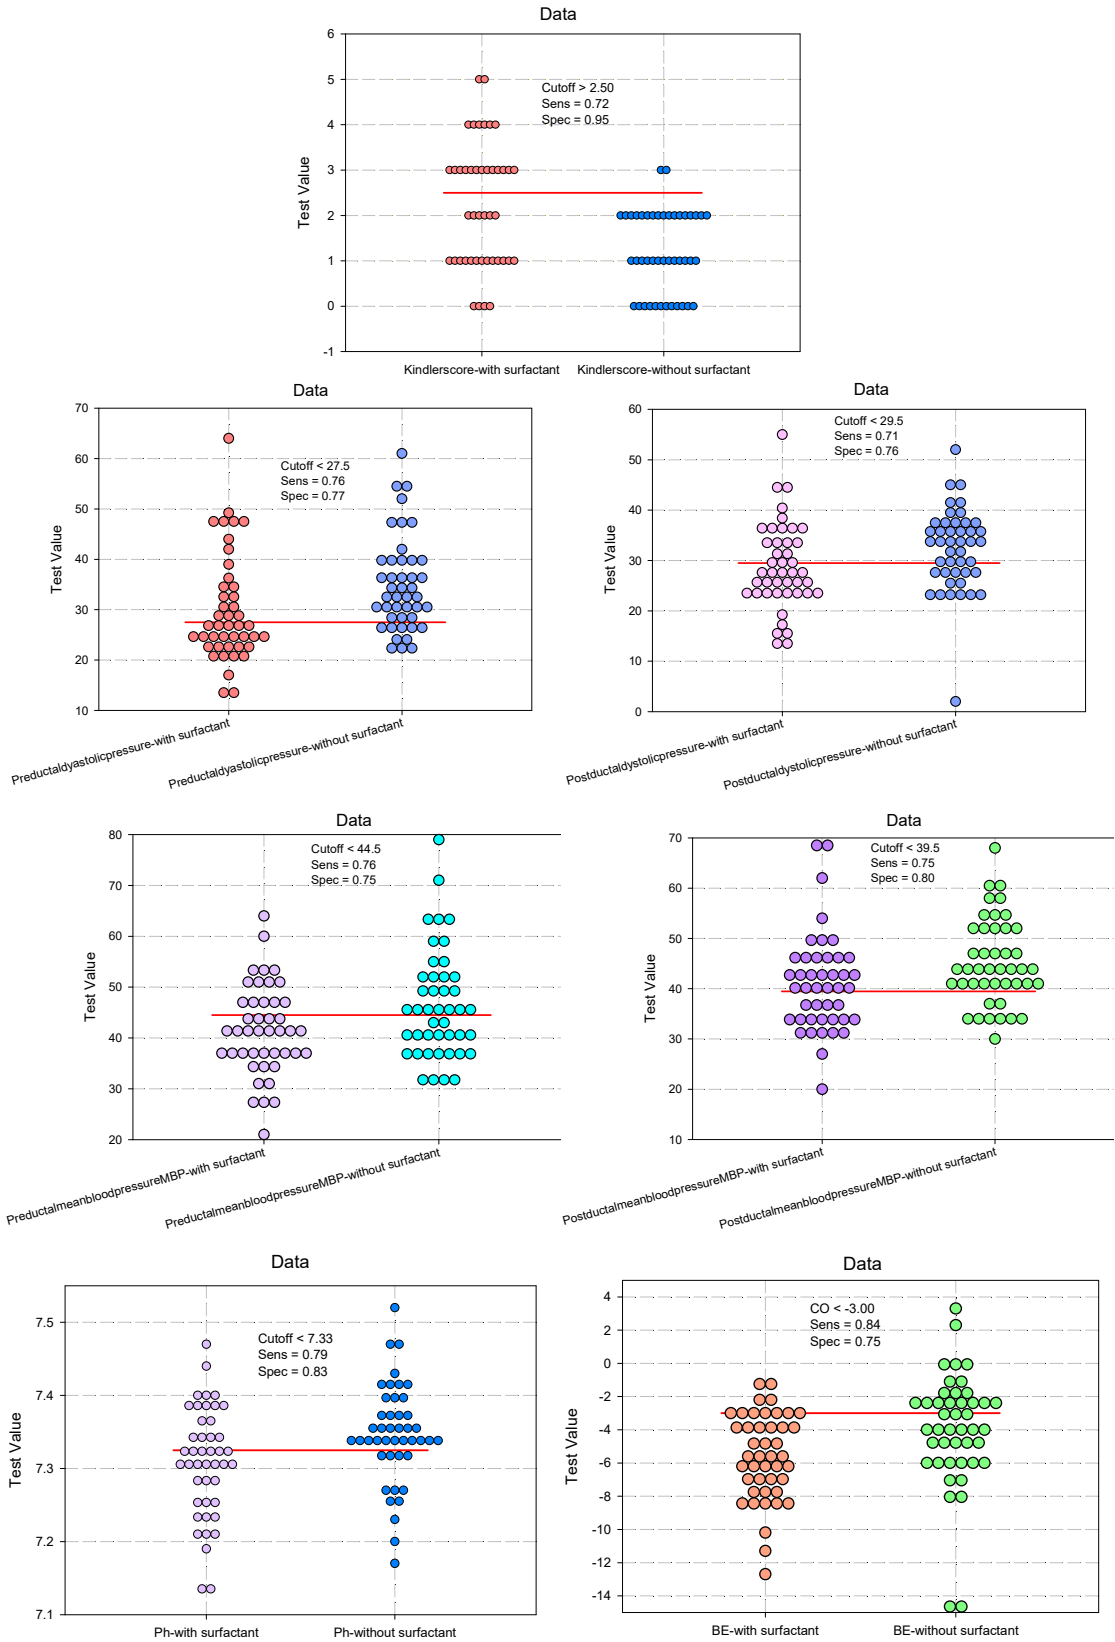 Data
6
5
4
3
2
1
0
-1
Test Value
Cutoff > 2.50
Sens = 0.72
Spec = 0.95
Kindlerscore-with surfactant
Kindlerscore-without surfactant
Data
70
60
50
40
30
20
10
Test Value
Cutoff < 27.5
Sens = 0.76
Spec = 0.77
Preductaldyastolicpressure-with surfactant
Preductaldyastolicpressure-without surfactant
Data
60
50
40
30
20
10
0
Test Value
Cutoff < 29.5
Sens = 0.71
Spec = 0.76
Postductaldystolicpressure-with surfactant
Postductaldystolicpressure-without surfactant
Data
80
70
60
50
40
30
20
Test Value
Cutoff < 44.5
Sens = 0.76
Spec = 0.75
PreductalmeanbloodpressureMBP-with surfactant
PreductalmeanbloodpressureMBP-without surfactant
Data
70
60
50
40
30
20
10
Test Value
Cutoff < 39.5
Sens = 0.75
Spec = 0.80
PostductalmeanbloodpressureMBP-with surfactant
PostductalmeanbloodpressureMBP-without surfactant
Data
7.5
7.4
7.3
7.2
7.1
Test Value
Cutoff < 7.33
Sens = 0.79
Spec = 0.83
Ph-with surfactant
Ph-without surfactant
Data
4
2
0
-2
-4
-6
-8
-10
-12
-14
Test Value
CO < -3.00
Sens = 0.84
Spec = 0.75
BE-with surfactant
BE-without surfactant